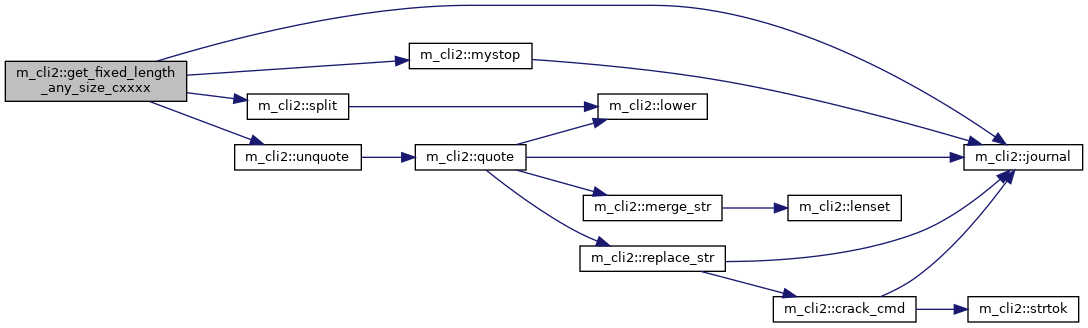 m_cli2::get_fixed_length
_any_size_cxxxx
m_cli2::mystop
m_cli2::split
m_cli2::lower
m_cli2::unquote
m_cli2::quote
m_cli2::journal
m_cli2::merge_str
m_cli2::lenset
m_cli2::replace_str
m_cli2::crack_cmd
m_cli2::strtok